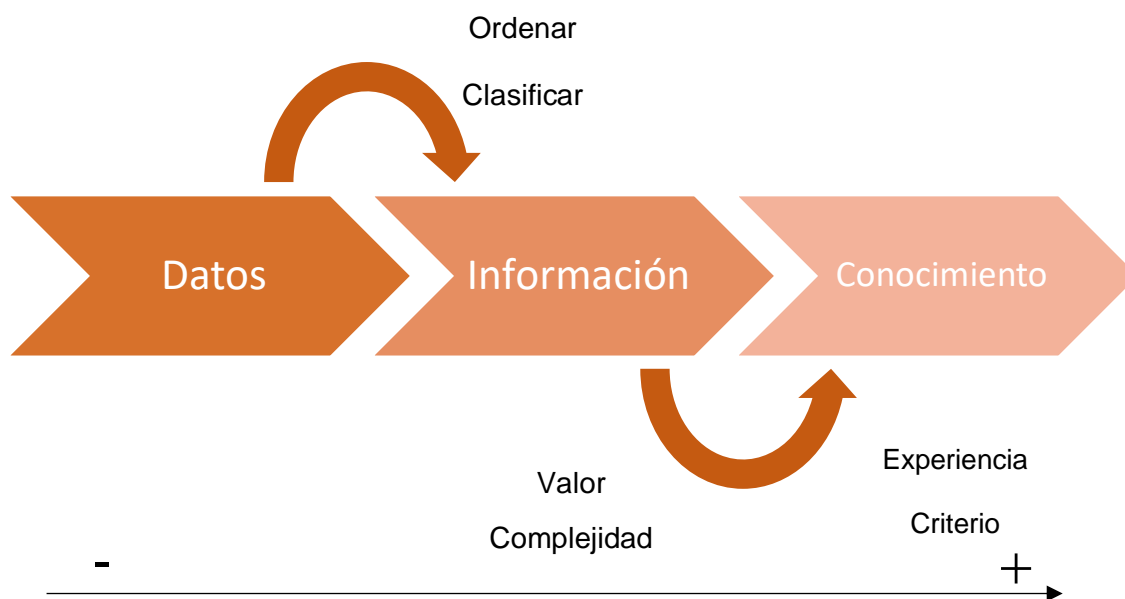 Ordenar
Clasificar
Datos
Información
Conocimiento
Experiencia
Valor
Criterio
Complejidad
- +